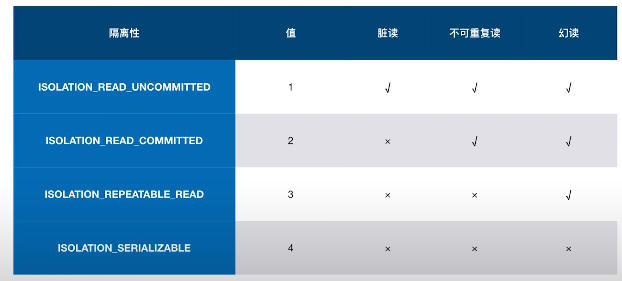 隔离性 值 脏读 不可重复读 幻读
ISOLATION_READ_UNCOMMITTED 1 √ √ √
ISOLATION_READ_COMMITTED 2 × √ √
ISOLATION_REPEATABLE_READ 3 × × √
ISOLATION_SERIALIZABLE 4 × × ×